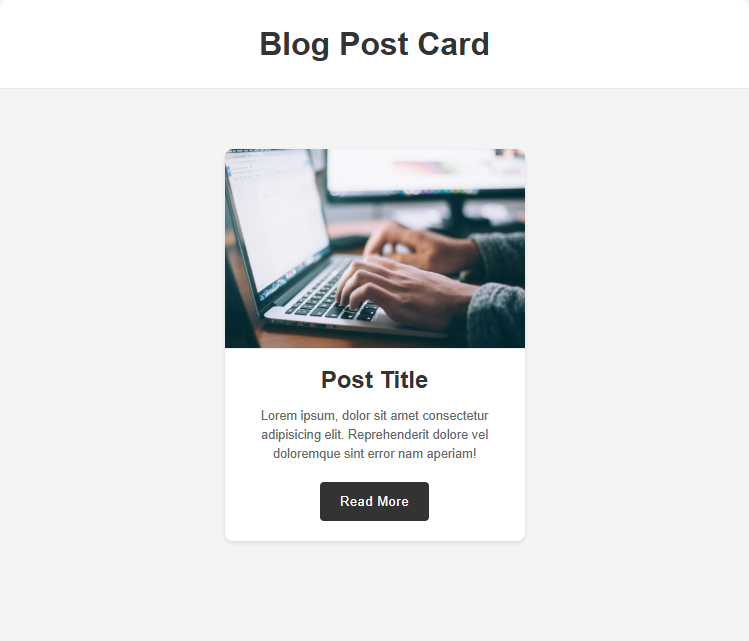 Blog Post Card
Post Title
Lorem ipsum, dolor sit amet consectetur
adipisicing elit. Reprehenderit dolore vel
doloremque sint error nam aperiam!
Read More